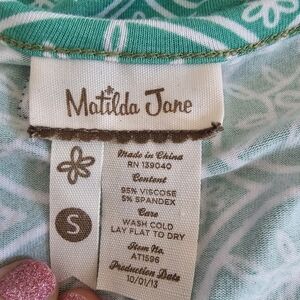 Matilda Jane
Made in China
RN 139040
Content
95% VISCOSE
5% SPANDEX
Care
WASH COLD
LAY FLAT TO DRY
Item No.
AT1596
Production Date
10/01/13
S